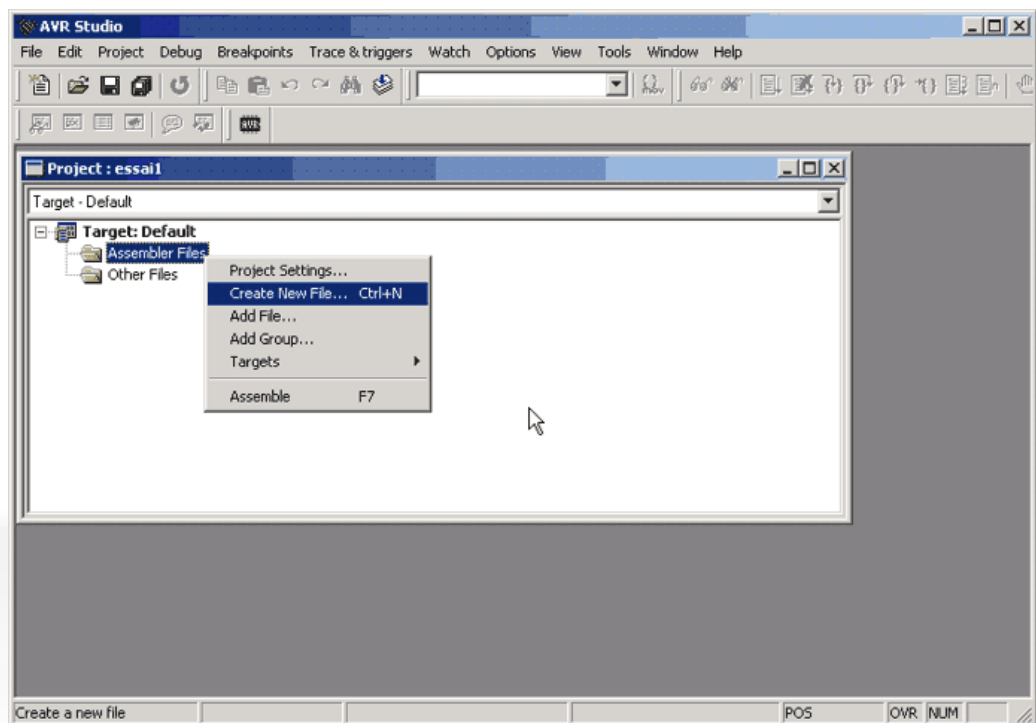 AVR Studio
File Edit Project Debug Breakpoints Trace & triggers Watch Options View Tools Window Help
AVR
Project : essai1
Target - Default
Target: Default
Assembler Files
Other Files
Project Settings...
Create New File... Ctrl+N
Add File...
Add Group...
Targets
Assemble F7
Create a new file POS OVR NUM